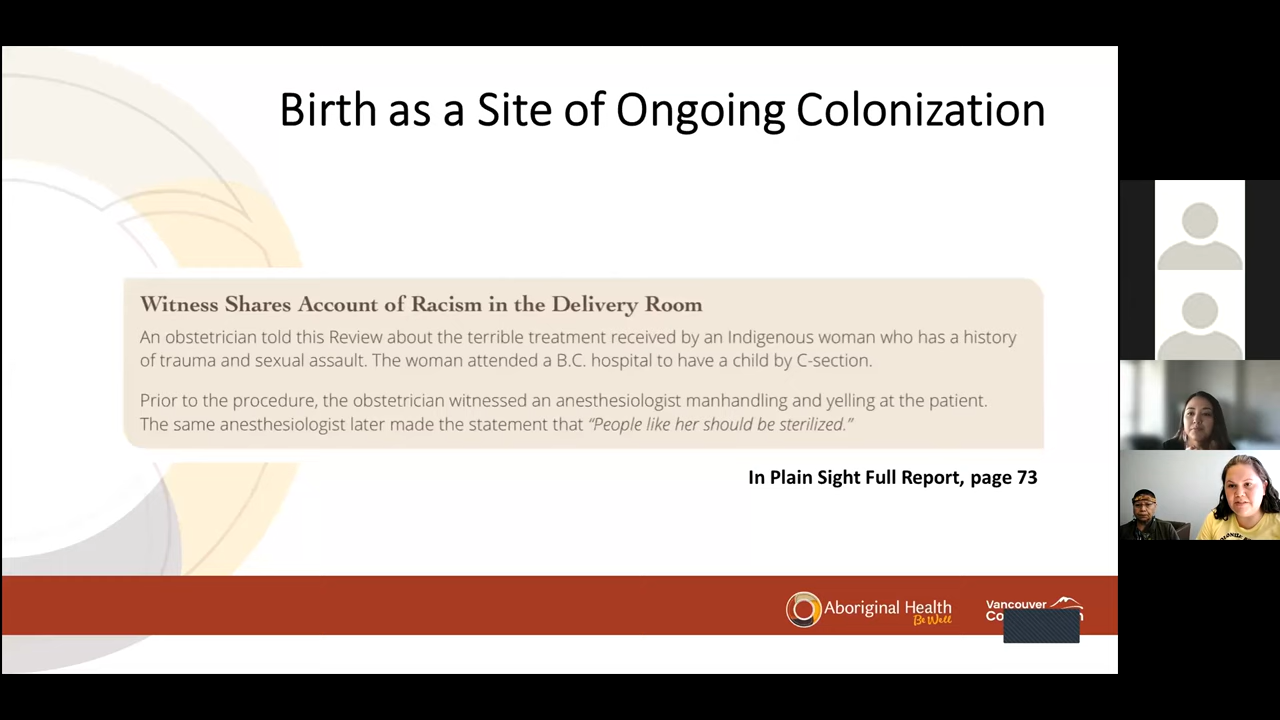 Birth as a Site of Ongoing Colonization
Witness Shares Account of Racism in the Delivery Room
An obstetrician told this Review about the terrible treatment received by an Indigenous woman who has a history
of trauma and sexual assault. The woman attended a B.C. hospital to have a child by C-section.
Prior to the procedure, the obstetrician witnessed an anesthesiologist manhandling and yelling at the patient.
The same anesthesiologist later made the statement that “People like her should be sterilized.”
In Plain Sight Full Report, page 73
Aboriginal Health
Be Well
Vancouver